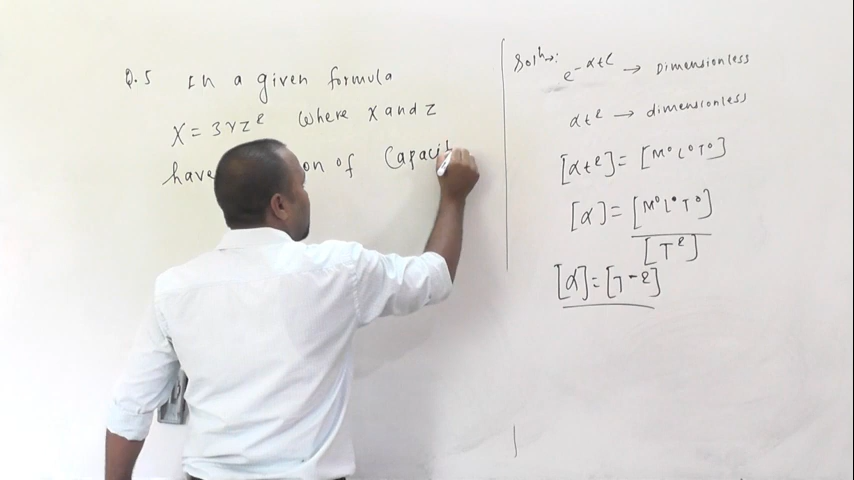 Q.5 In a given formula
X = 3YZ² where X and Z
have on of Capacit
Solⁿ→:
e^-αt² → Dimensionless
αt² → dimensionless
[αt²] = [M⁰L⁰T⁰]
[α] = [M⁰L⁰T⁰]
[T²]
[α] = [T^-2]